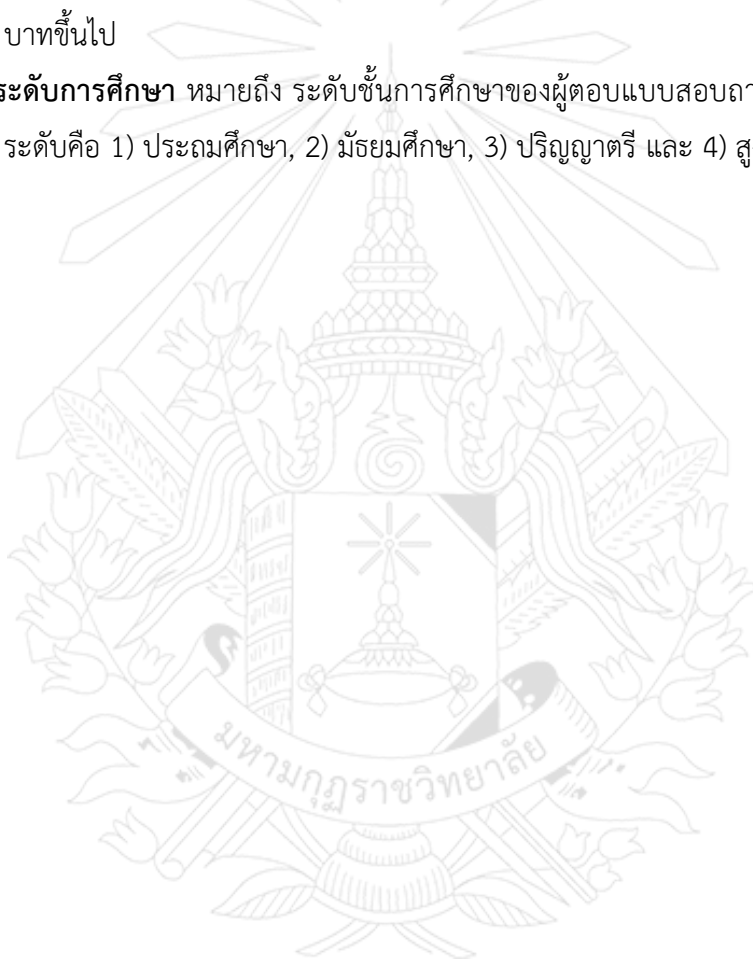 บาทขึ้นไป
ระดับการศึกษา หมายถึง ระดับชั้นการศึกษาของผู้ตอบแบบสอบถา
ระดับคือ 1) ประถมศึกษา, 2) มัธยมศึกษา, 3) ปริญญาตรี และ 4) สู
มหามกุฏราชวิทยาลัย